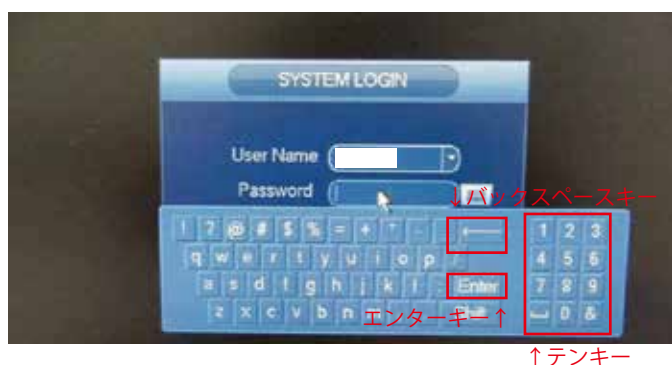 SYSTEM LOGIN
User Name
Password
↓バックスペースキー
! ? @ # $ % = + * - ← 1 2 3
q w e r t y u i o p 4 5 6
a s d f g h j k l : Enter 7 8 9
z x c v b n 0 &
エンターキー↑
↑テンキー